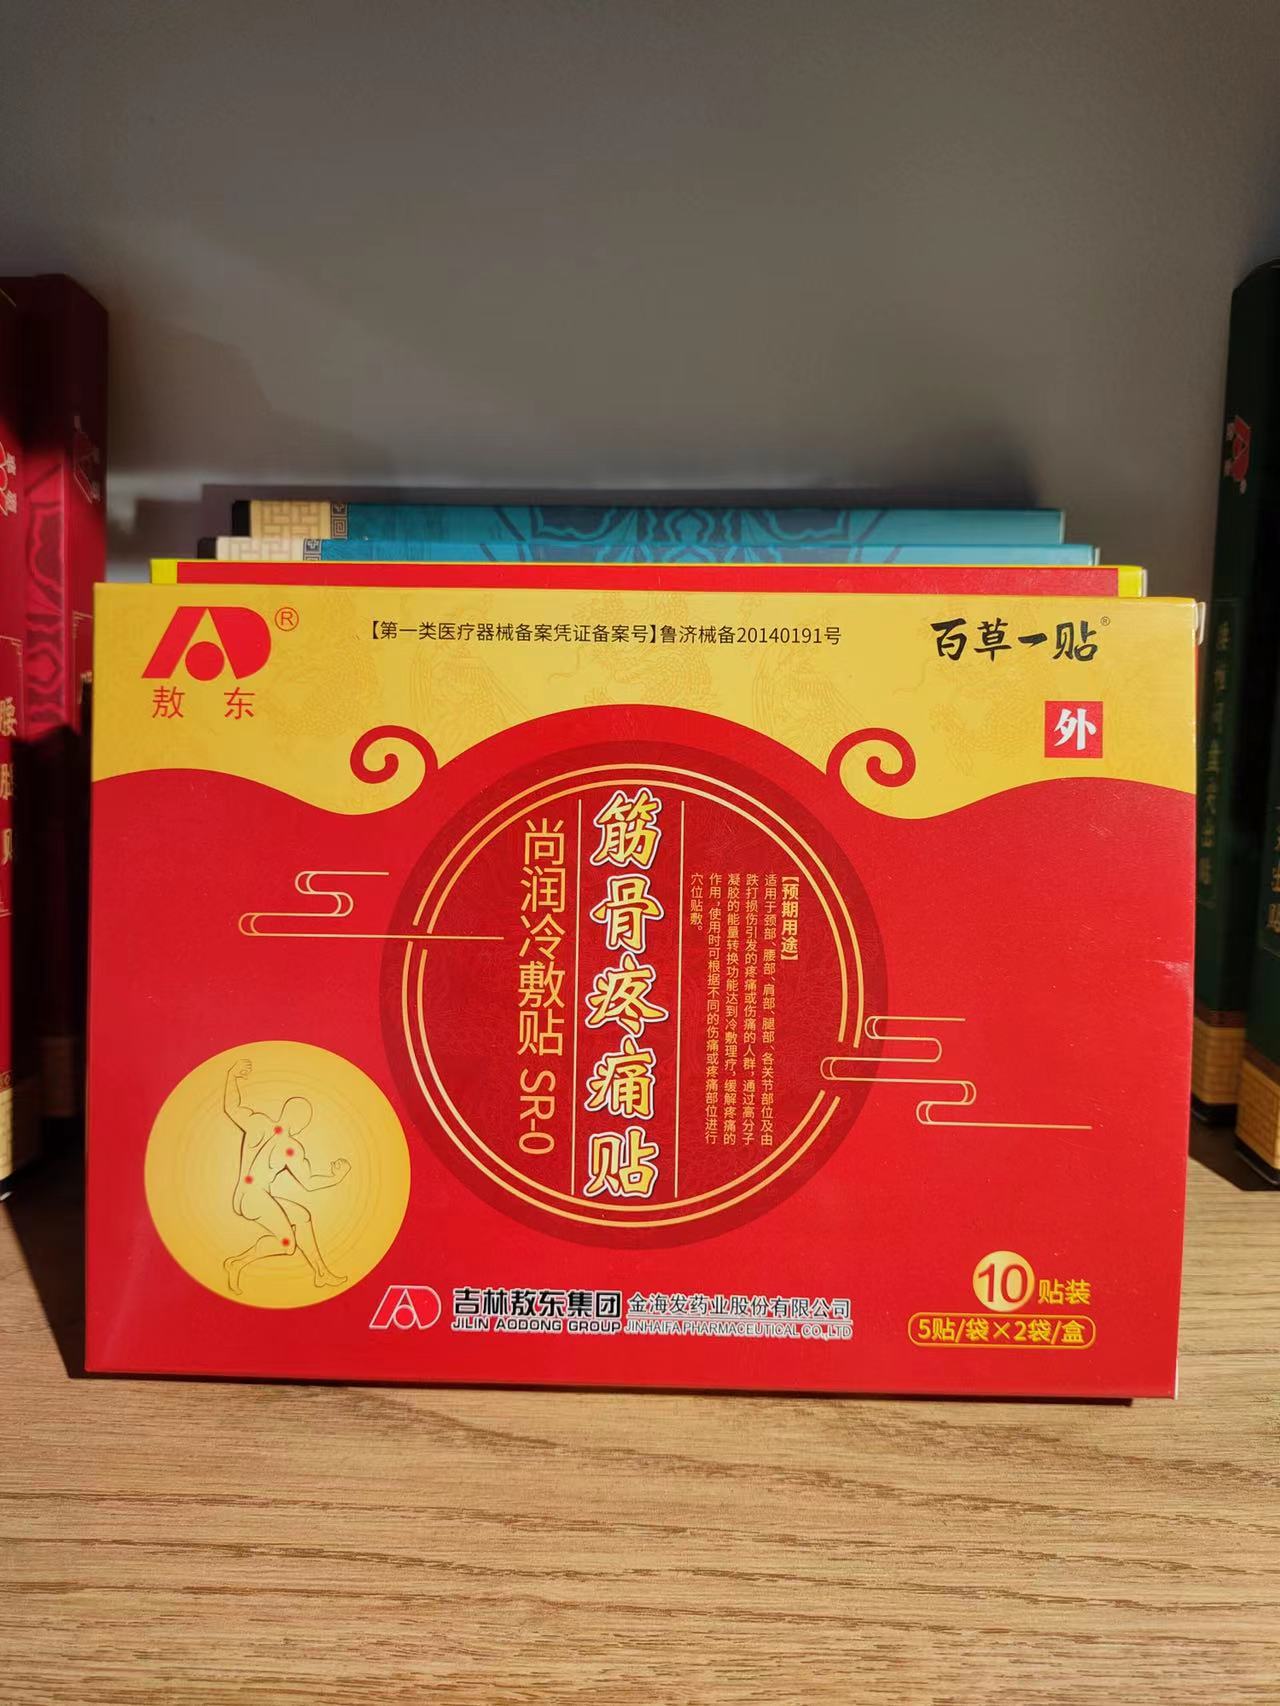 敖东
®
【第一类医疗器械备案凭证备案号】鲁济械备20140191号
百草一贴®
外
【预期用途】
适用于颈部、腰部、肩部、腿部、各关节部位及由
跌打损伤引发的疼痛或伤痛的人群，通过高分子
凝胶的能量转换功能达到冷敷理疗，缓解疼痛的
作用，使用时可根据不同的伤痛或疼痛部位进行
穴位贴敷。
筋骨疼痛贴
尚润冷敷贴 SR-0
10贴装
5贴/袋×2袋/盒
吉林敖东集团 金海发药业股份有限公司
JILIN AODONG GROUP JINHAIFA PHARMACEUTICAL CO.,LTD
腰